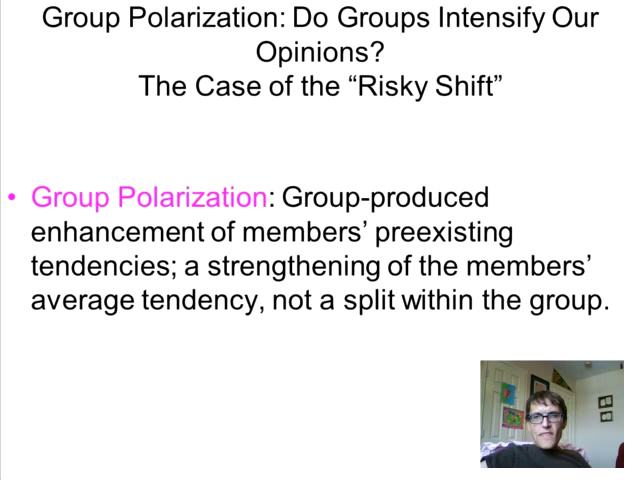 Group Polarization: Do Groups Intensify Our
Opinions?
The Case of the “Risky Shift”
• Group Polarization: Group-produced
enhancement of members’ preexisting
tendencies; a strengthening of the members’
average tendency, not a split within the group.